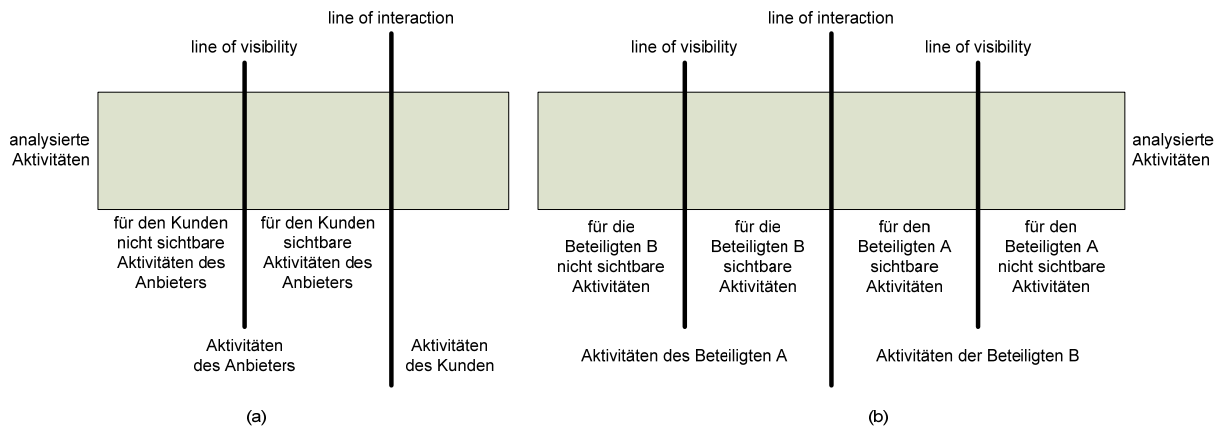 line of interaction
line of visibility
analysierte
Aktivitäten
für den Kunden
nicht sichtbare
Aktivitäten des
Anbieters
für den Kunden
sichtbare
Aktivitäten des
Anbieters
Aktivitäten
des Anbieters
Aktivitäten
des Kunden
(a)
line of interaction
line of visibility
line of visibility
analysierte
Aktivitäten
für die
Beteiligten B
nicht sichtbare
Aktivitäten
für die
Beteiligten B
sichtbare
Aktivitäten
für den
Beteiligten A
sichtbare
Aktivitäten
für den
Beteiligten A
nicht sichtbare
Aktivitäten
Aktivitäten des Beteiligten A
Aktivitäten der Beteiligten B
(b)